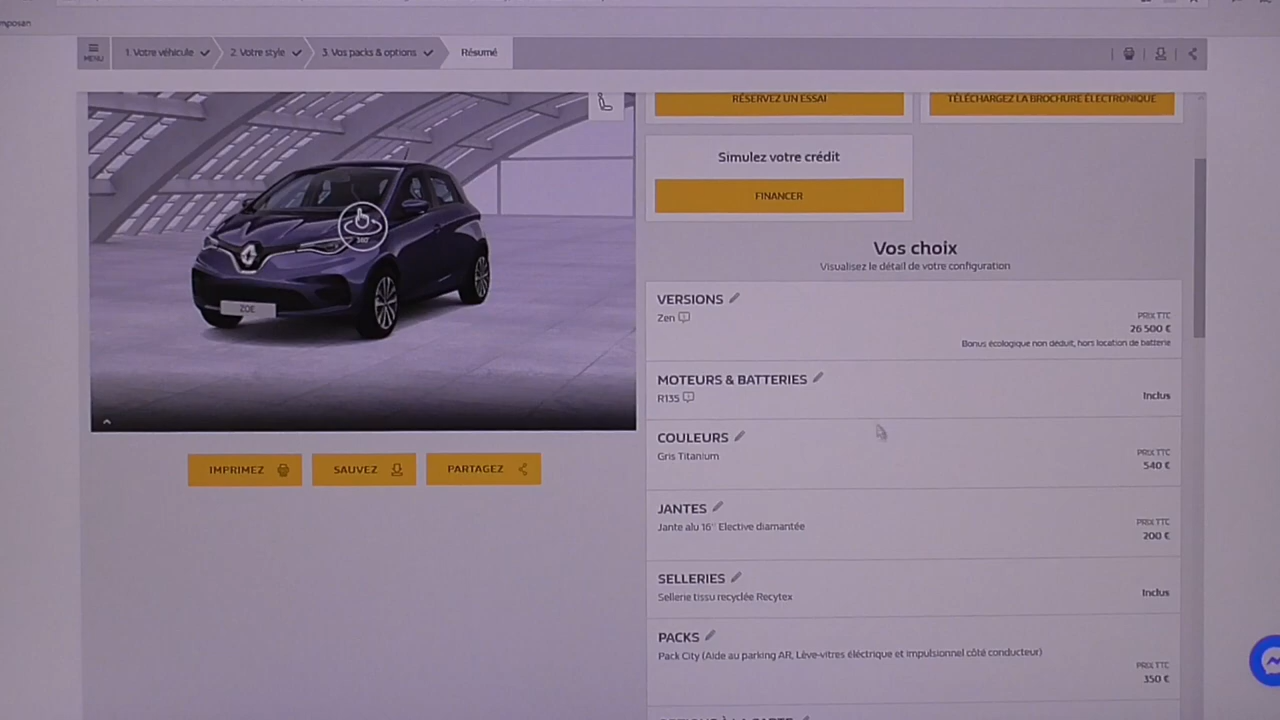 mposan
MENU
1. Votre véhicule
2. Votre style
3. Vos packs & options
Résumé
RÉSERVEZ UN ESSAI
TÉLÉCHARGEZ LA BROCHURE ÉLECTRONIQUE
Simulez votre crédit
FINANCER
360°
ZOE
Vos choix
Visualisez le détail de votre configuration
VERSIONS
Zen
PRIX TTC
26 500 €
Bonus écologique non déduit, hors location de batterie
MOTEURS & BATTERIES
R135
Inclus
COULEURS
Gris Titanium
PRIX TTC
540 €
IMPRIMEZ
SAUVEZ
PARTAGEZ
JANTES
Jante alu 16'' Elective diamantée
PRIX TTC
200 €
SELLERIES
Sellerie tissu recyclée Recytex
Inclus
PACKS
Pack City (Aide au parking AR, Lève-vitres électrique et impulsionnel côté conducteur)
PRIX TTC
350 €